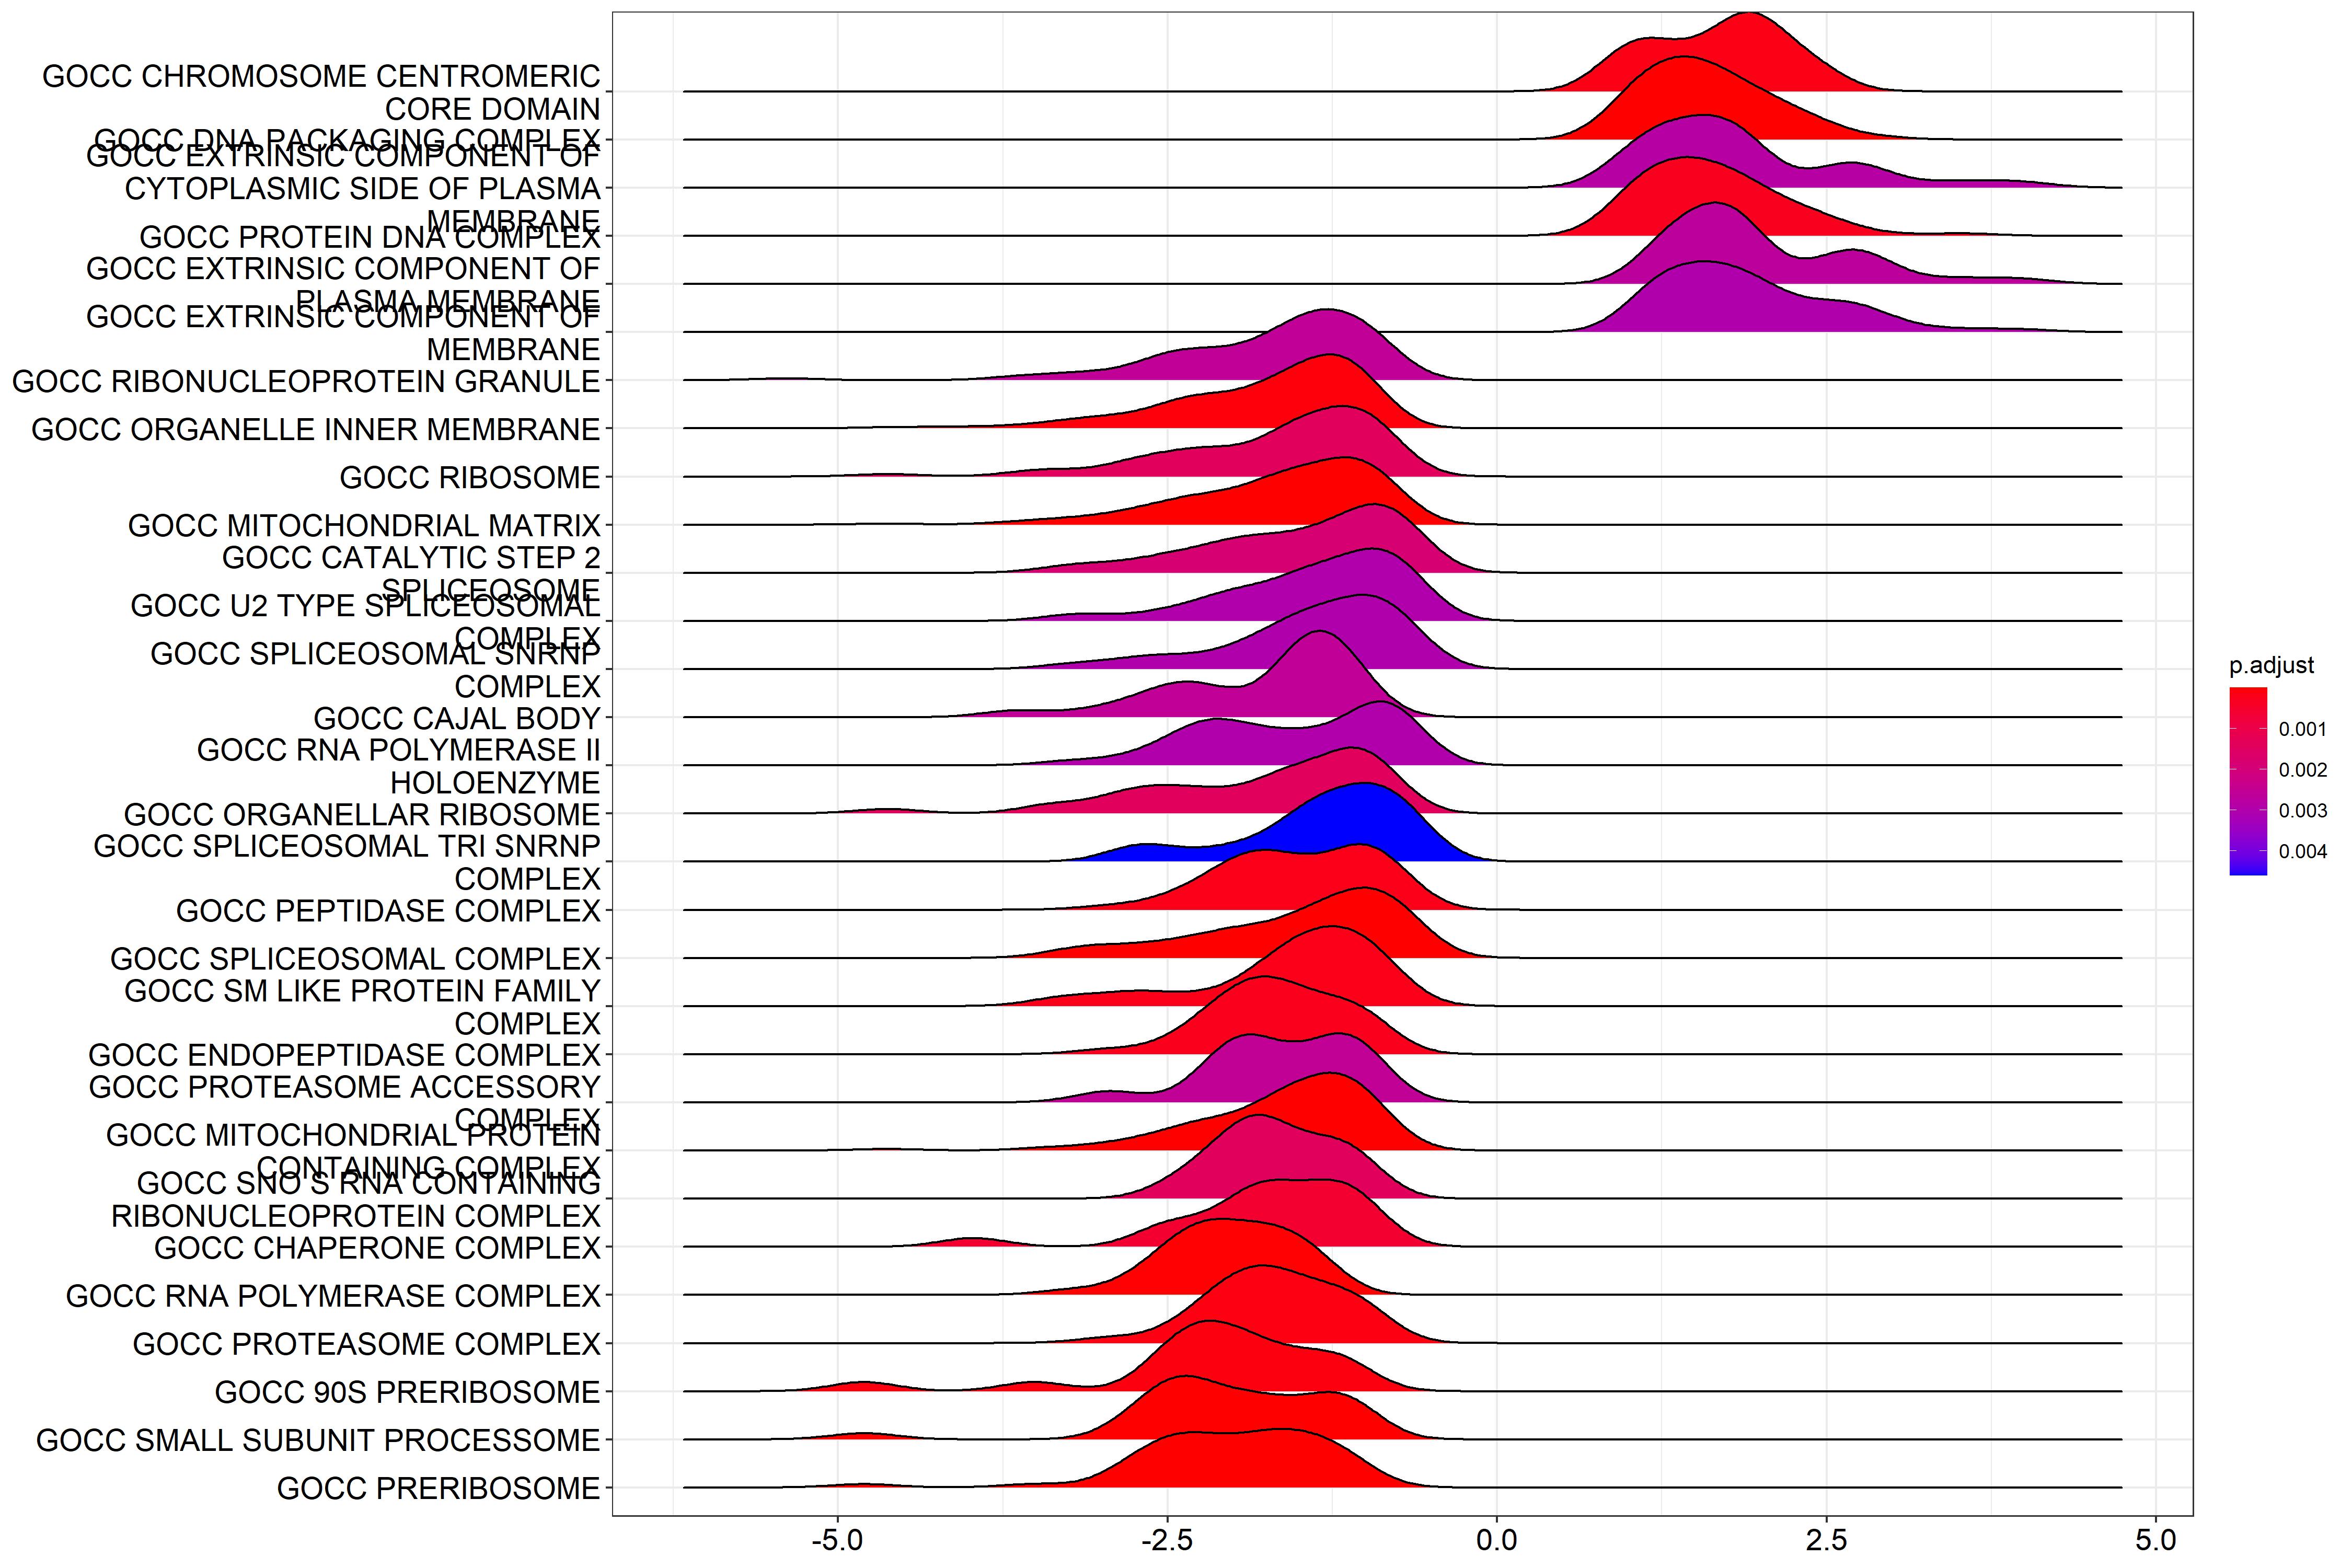 GOCC CHROMOSOME CENTROMERIC
CORE DOMAIN
GOCC DNA PACKAGING COMPLEX
GOCC EXTRINSIC COMPONENT OF
CYTOPLASMIC SIDE OF PLASMA
MEMBRANE
GOCC PROTEIN DNA COMPLEX
GOCC EXTRINSIC COMPONENT OF
PLASMA MEMBRANE
GOCC EXTRINSIC COMPONENT OF
MEMBRANE
GOCC RIBONUCLEOPROTEIN GRANULE
GOCC ORGANELLE INNER MEMBRANE
GOCC RIBOSOME
GOCC MITOCHONDRIAL MATRIX
GOCC CATALYTIC STEP 2
SPLICEOSOME
GOCC U2 TYPE SPLICEOSOMAL
COMPLEX
GOCC SPLICEOSOMAL SNRNP
COMPLEX
GOCC CAJAL BODY
GOCC RNA POLYMERASE II
HOLOENZYME
GOCC ORGANELLAR RIBOSOME
GOCC SPLICEOSOMAL TRI SNRNP
COMPLEX
GOCC PEPTIDASE COMPLEX
GOCC SPLICEOSOMAL COMPLEX
GOCC SM LIKE PROTEIN FAMILY
COMPLEX
GOCC ENDOPEPTIDASE COMPLEX
GOCC PROTEASOME ACCESSORY
COMPLEX
GOCC MITOCHONDRIAL PROTEIN
CONTAINING COMPLEX
GOCC SNO S RNA CONTAINING
RIBONUCLEOPROTEIN COMPLEX
GOCC CHAPERONE COMPLEX
GOCC RNA POLYMERASE COMPLEX
GOCC PROTEASOME COMPLEX
GOCC 90S PRERIBOSOME
GOCC SMALL SUBUNIT PROCESSOME
GOCC PRERIBOSOME
-5.0
-2.5
0.0
2.5
5.0
p.adjust
0.001
0.002
0.003
0.004